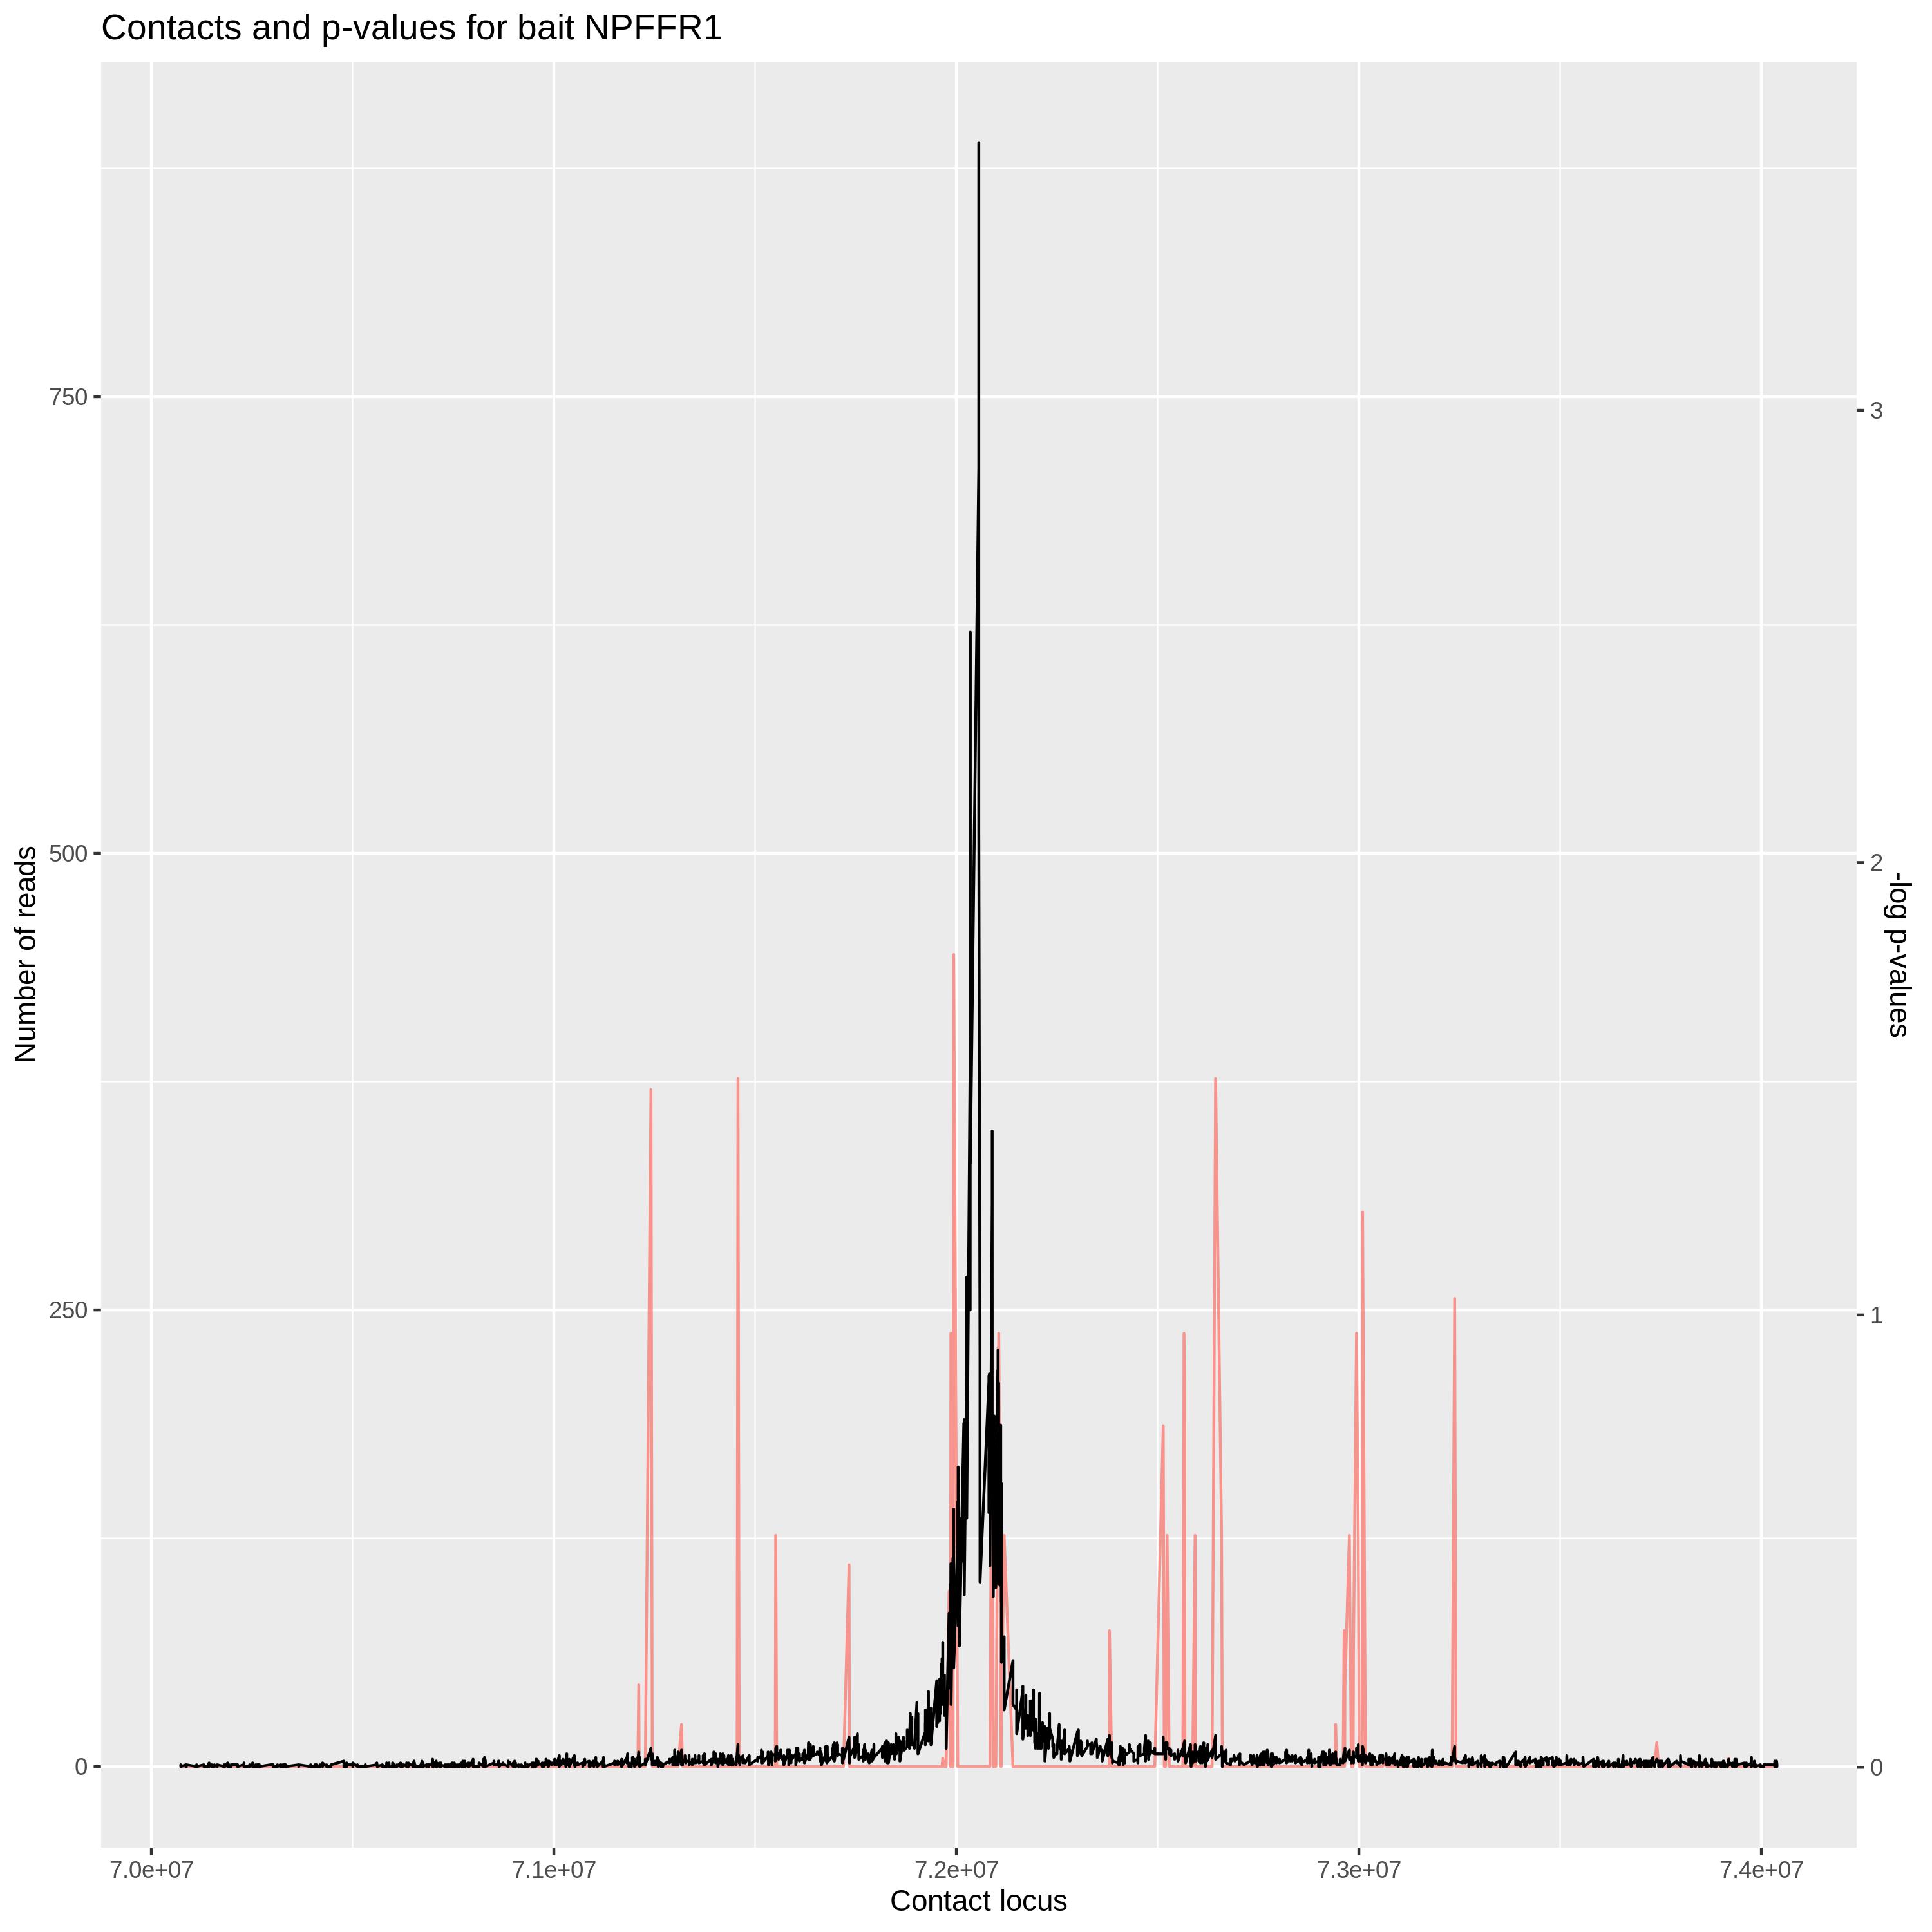 Contacts and p-values for bait NPFFR1
750
500
250
0
Number of reads
3
2
1
0
-log p-values
7.0e+07 7.1e+07 7.2e+07 7.3e+07 7.4e+07
Contact locus